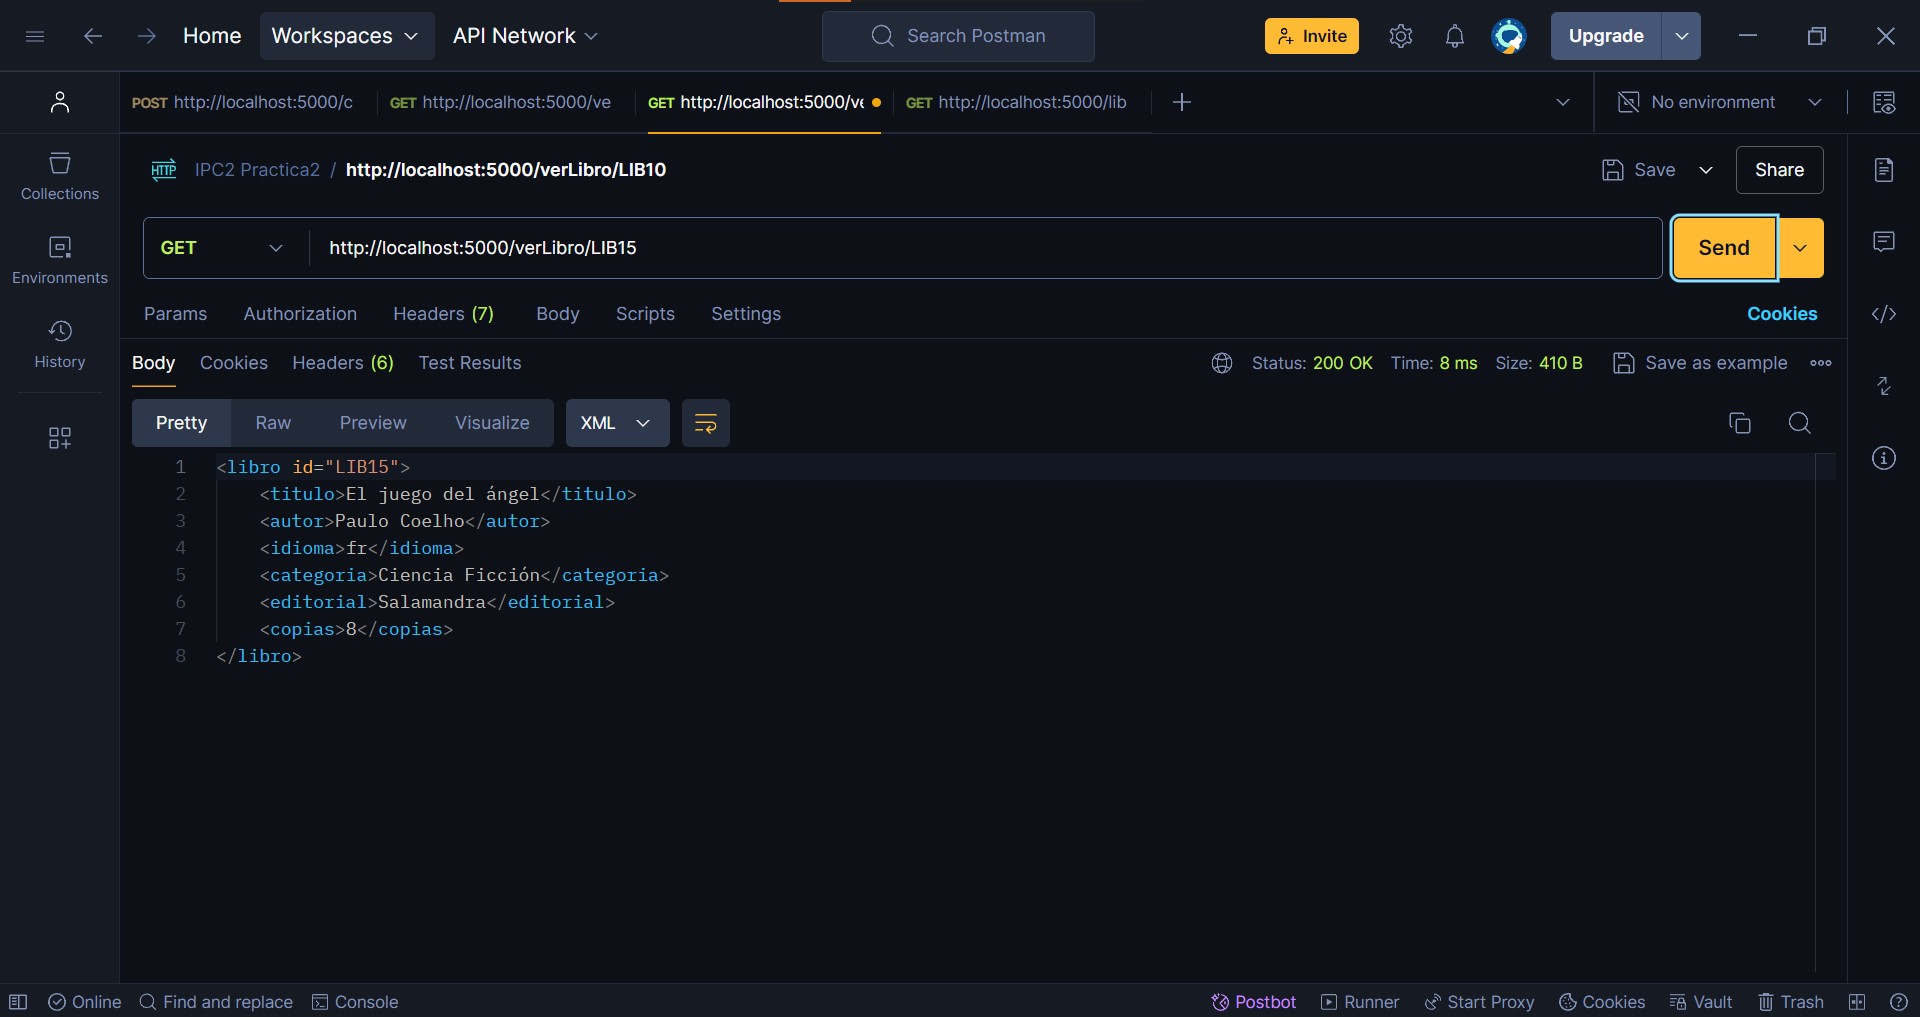 Home Workspaces API Network Search Postman Invite Upgrade
POST http://localhost:5000/c GET http://localhost:5000/ve GET http://localhost:5000/ve GET http://localhost:5000/lib No environment
HTTP IPC2 Practica2 / http://localhost:5000/verLibro/LIB10 Save Share
Collections
Environments
History
GET http://localhost:5000/verLibro/LIB15 Send
Params Authorization Headers (7) Body Scripts Settings Cookies
Body Cookies Headers (6) Test Results Status: 200 OK Time: 8 ms Size: 410 B Save as example
Pretty Raw Preview Visualize XML
1 <libro id="LIB15">
2 <titulo>El juego del ángel</titulo>
3 <autor>Paulo Coelho</autor>
4 <idioma>fr</idioma>
5 <categoria>Ciencia Ficción</categoria>
6 <editorial>Salamandra</editorial>
7 <copias>8</copias>
8 </libro>
Online Find and replace Console Postbot Runner Start Proxy Cookies Vault Trash